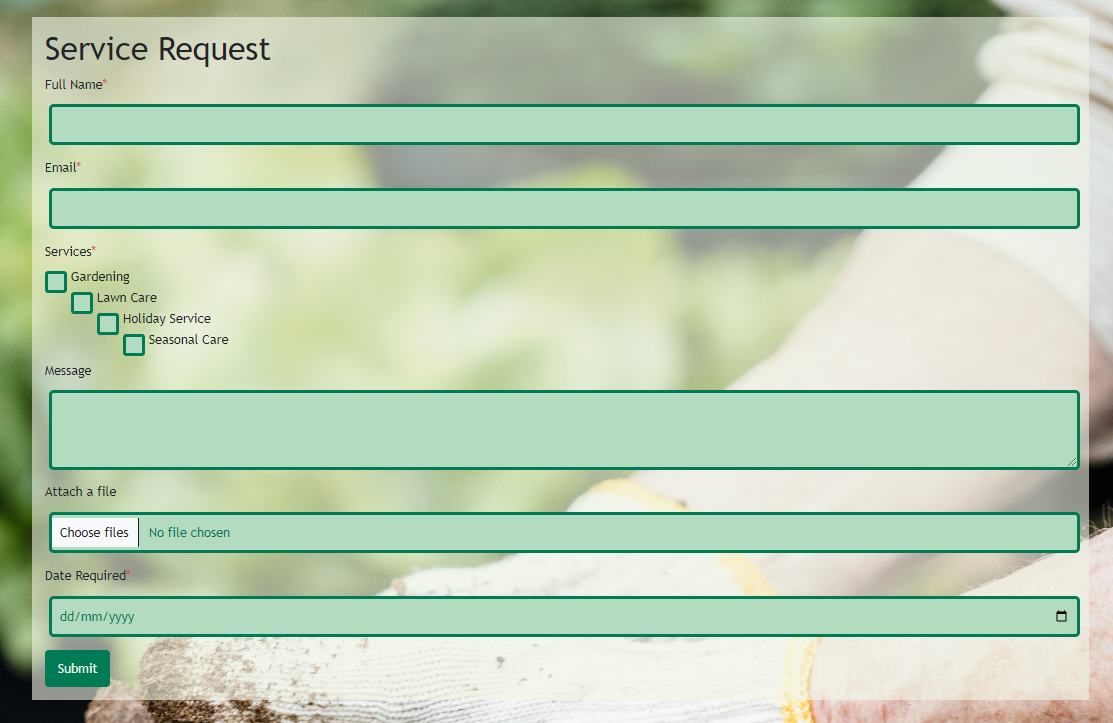 Service Request
Full Name*
Email*
Services*
Gardening
Lawn Care
Holiday Service
Seasonal Care
Message
Attach a file
Choose files No file chosen
Date Required*
dd/mm/yyyy
Submit